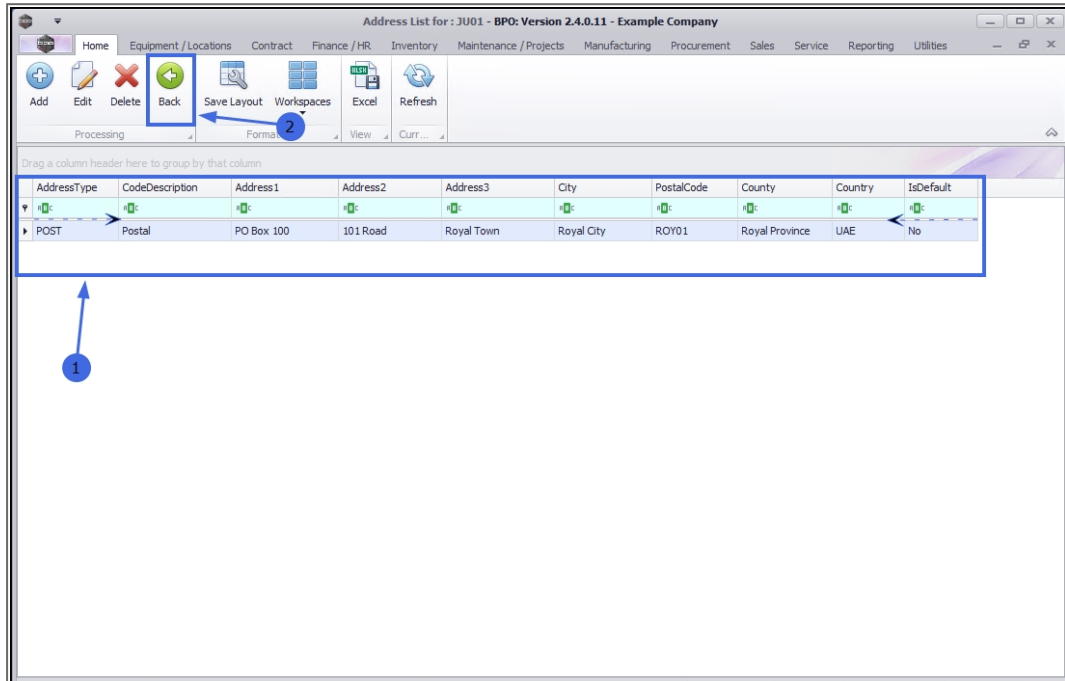 Address List for : JU01 - BPO: Version 2.4.0.11 - Example Company
Home Equipment / Locations Contract Finance / HR Inventory Maintenance / Projects Manufacturing Procurement Sales Service Reporting Utilities
Add Edit Delete Back Save Layout Workspaces Excel Refresh
Processing View Curr...
2
Drag a column header here to group by that column
AddressType CodeDescription Address1 Address2 Address3 City PostalCode County Country IsDefault
POST Postal PO Box 100 101 Road Royal Town Royal City ROY01 Royal Province UAE No
1